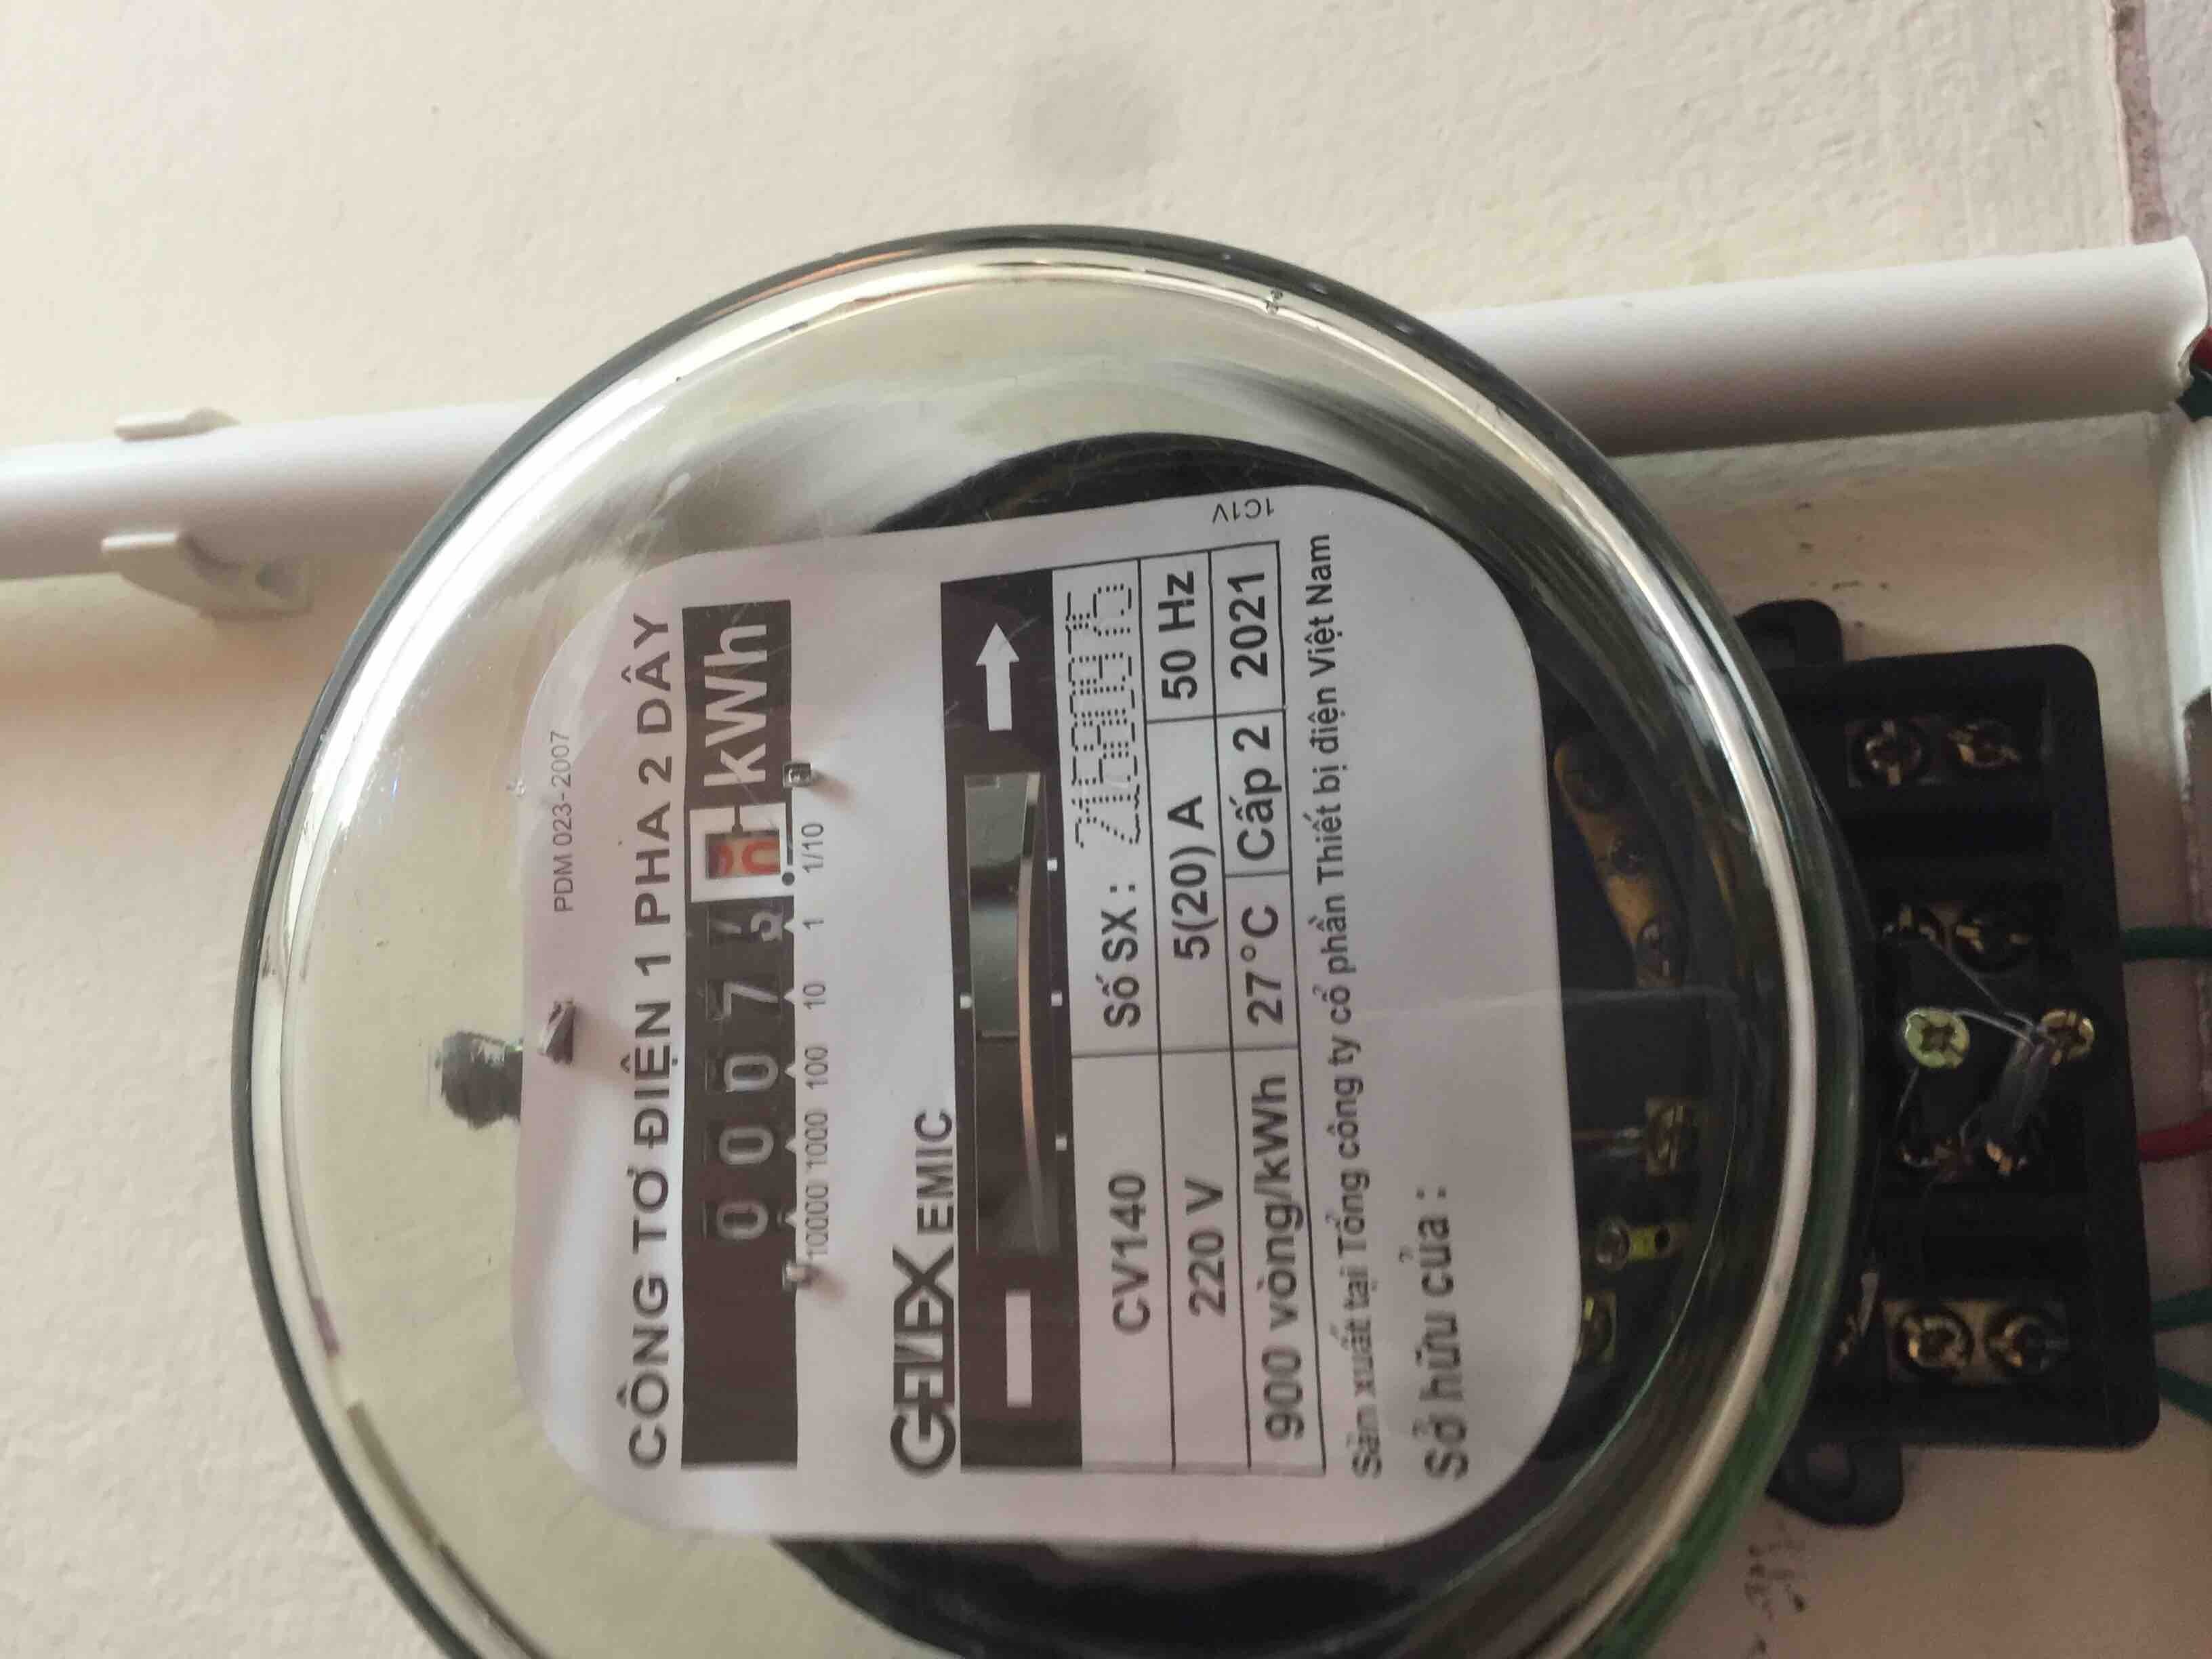 PDM 023-2007
CÔNG TƠ ĐIỆN 1 PHA 2 DÂY
0 0 0 7 kWh
10000 1000 100 10 1 1/10
GELEX EMIC
CV140 Số SX : 21680075
220 V 5(20) A 50 Hz
900 vòng/kWh 27°C Cấp 2 2021
1C1V
Sản xuất tại Tổng công ty cổ phần Thiết bị điện Việt Nam
Sở hữu của :